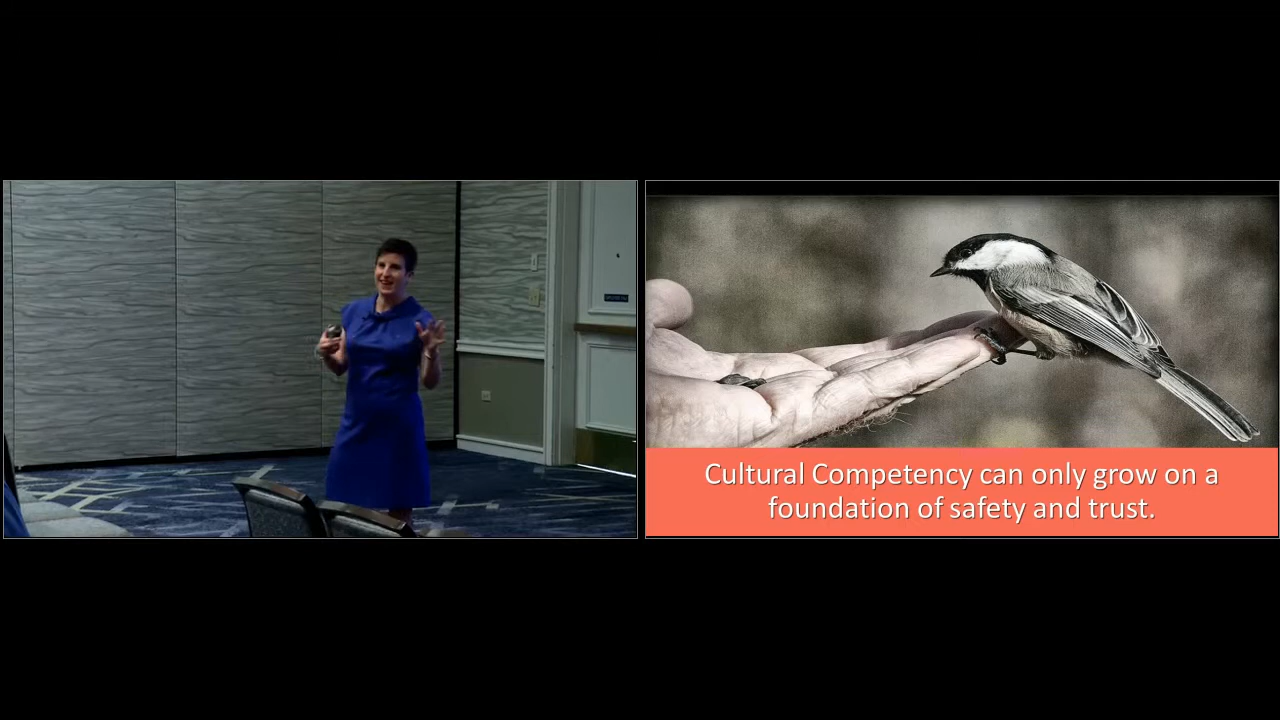 Cultural Competency can only grow on a
foundation of safety and trust.